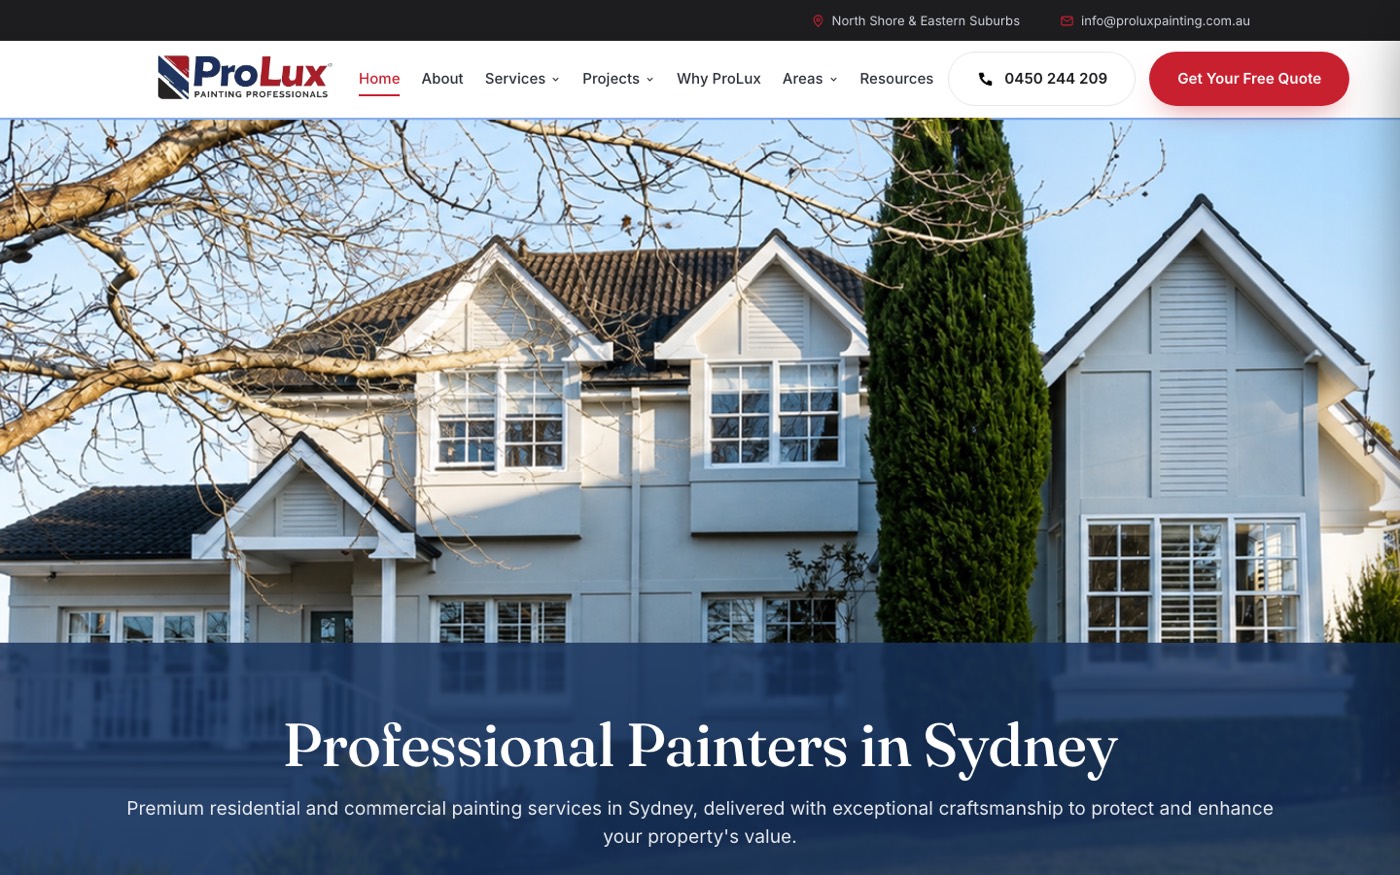 North Shore & Eastern Suburbs
info@proluxpainting.com.au
ProLux
PAINTING PROFESSIONALS
Home
About
Services
Projects
Why ProLux
Areas
Resources
0450 244 209
Get Your Free Quote
Professional Painters in Sydney
Premium residential and commercial painting services in Sydney, delivered with exceptional craftsmanship to protect and enhance
your property's value.